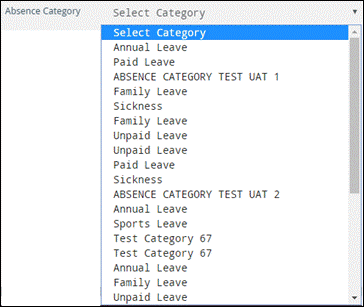 Absence Category
Select Category
Select Category
Annual Leave
Paid Leave
ABSENCE CATEGORY TEST UAT 1
Family Leave
Sickness
Family Leave
Unpaid Leave
Unpaid Leave
Paid Leave
Sickness
ABSENCE CATEGORY TEST UAT 2
Annual Leave
Sports Leave
Test Category 67
Test Category 67
Annual Leave
Family Leave
Unpaid Leave